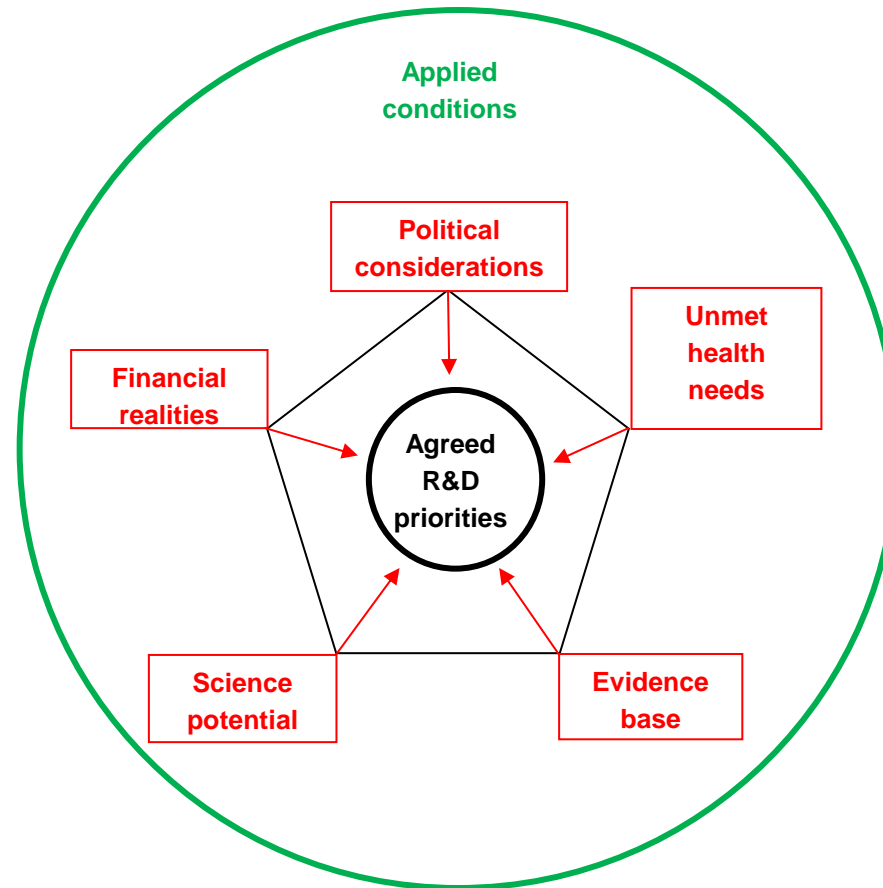 Applied
conditions
Political
considerations
Unmet
health
needs
Financial
realities
Agreed
R&D
priorities
Science
potential
Evidence
base